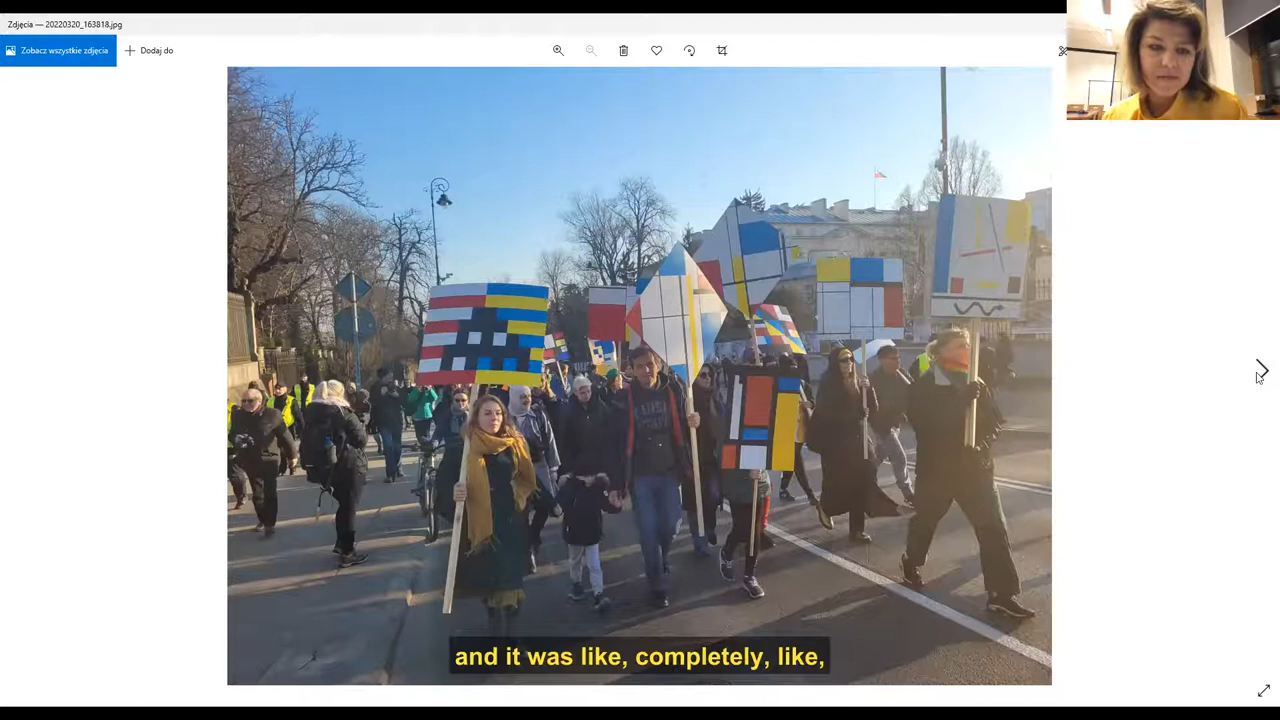 Zdjęcia — 20220320_163818.jpg
Zobacz wszystkie zdjęcia
Dodaj do
and it was like, completely, like,